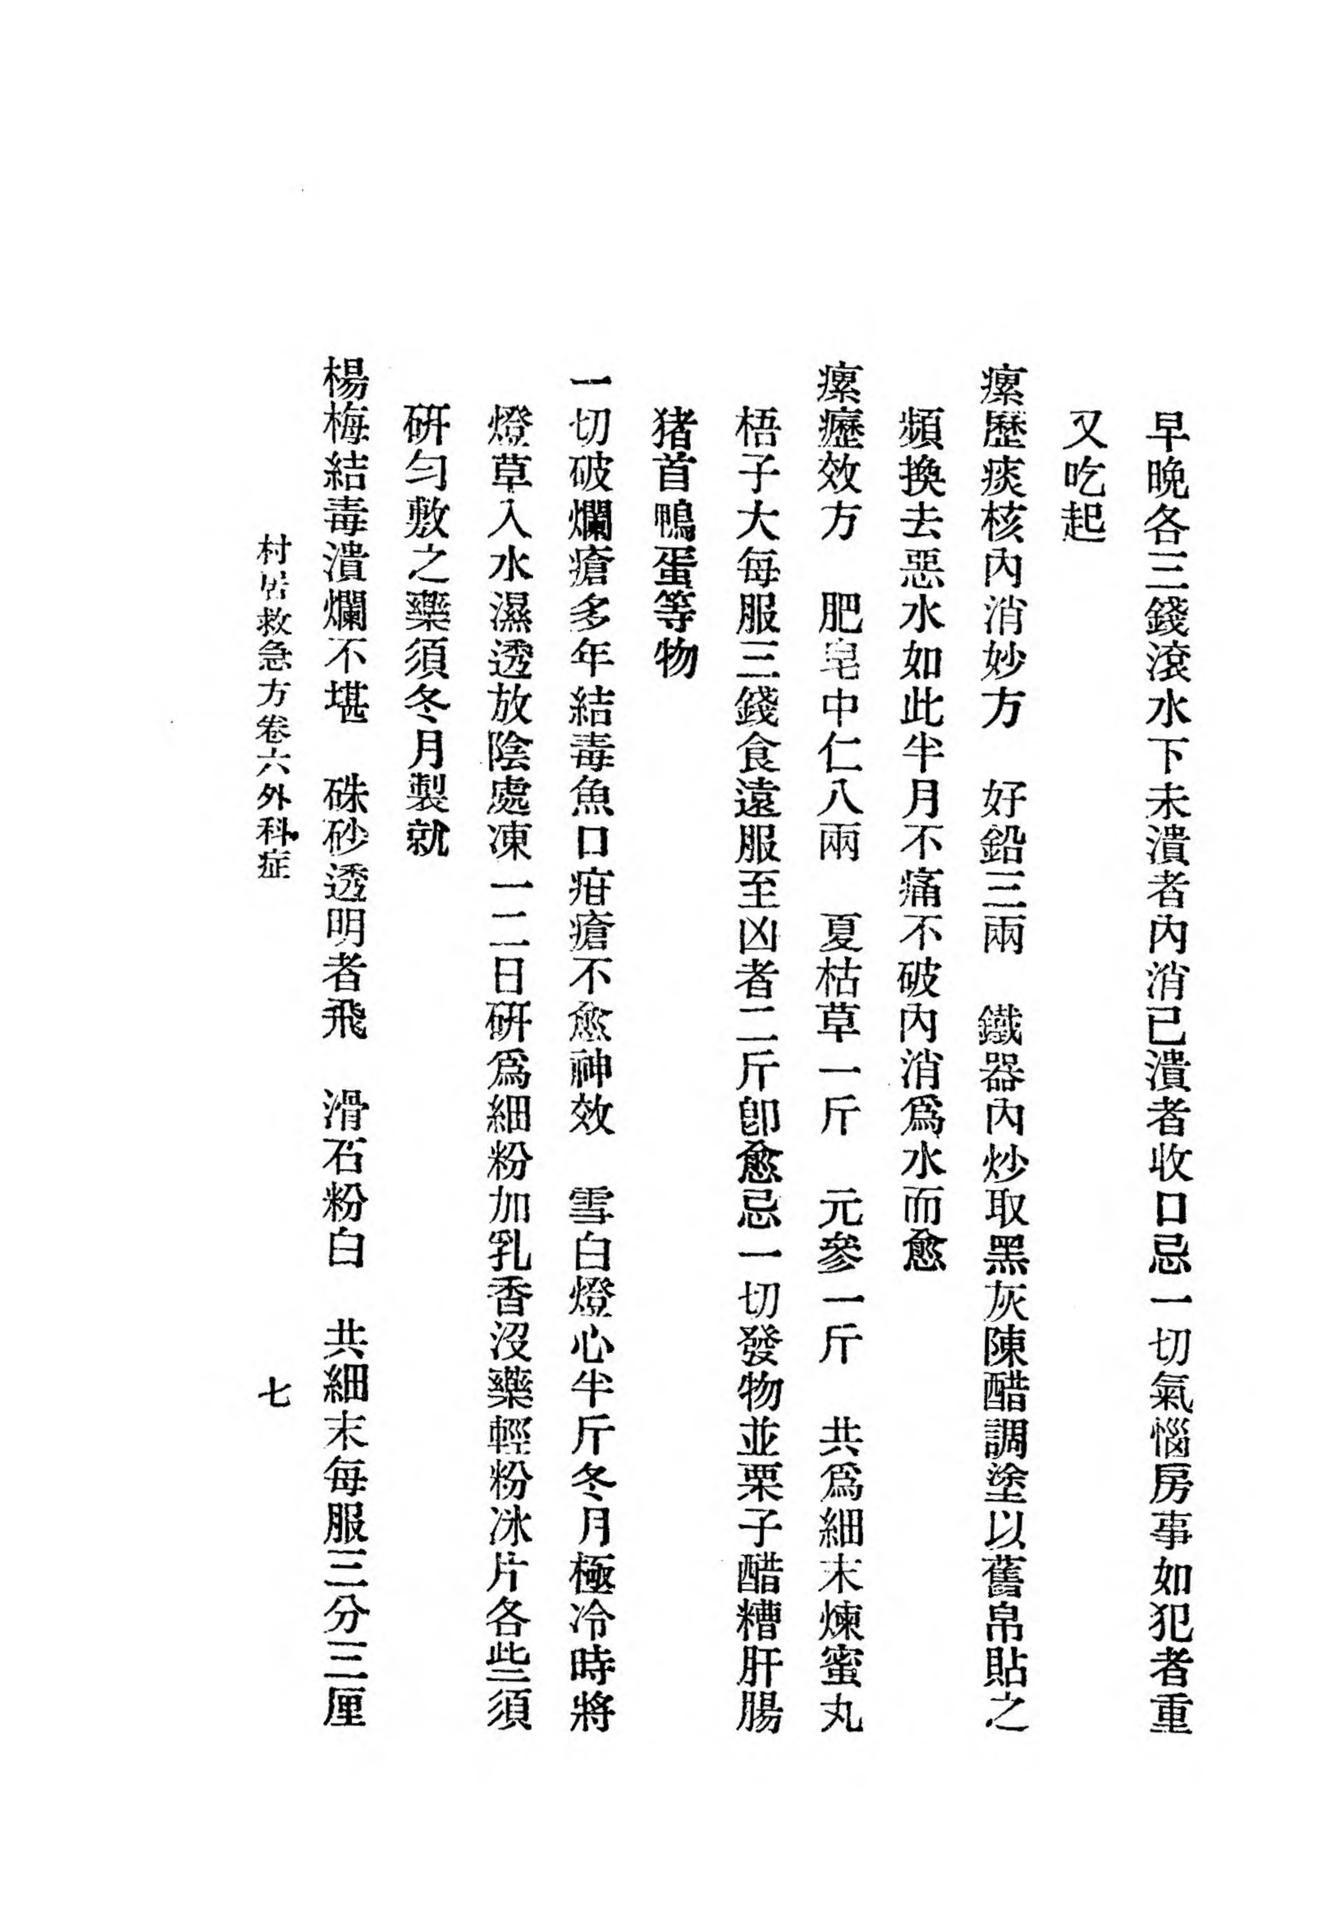 早晚各三錢滾水下未潰者內消已潰者收口忌一切氣惱房事如犯者重
又吃起
瘰歷痰核內消妙方　好鉛三兩　鐵器內炒取黑灰陳醋調塗以舊帛貼之
頻換去惡水如此半月不痛不破內消爲水而愈
瘰癧效方　肥皂中仁八兩　夏枯草一斤　元參一斤　共爲細末煉蜜丸
梧子大每服三錢食遠服至凶者二斤卽愈忌一切發物並栗子醋糟肝腸
猪首鴨蛋等物
一切破爛瘡多年結毒魚口疳瘡不愈神效　雪白燈心半斤冬月極冷時將
燈草入水濕透放陰處凍一二日研爲細粉加乳香沒藥輕粉冰片各些須
研勻敷之藥須冬月製就
楊梅結毒潰爛不堪　硃砂透明者飛　滑石粉白　共細末每服三分三厘
村居救急方卷六外科症　七